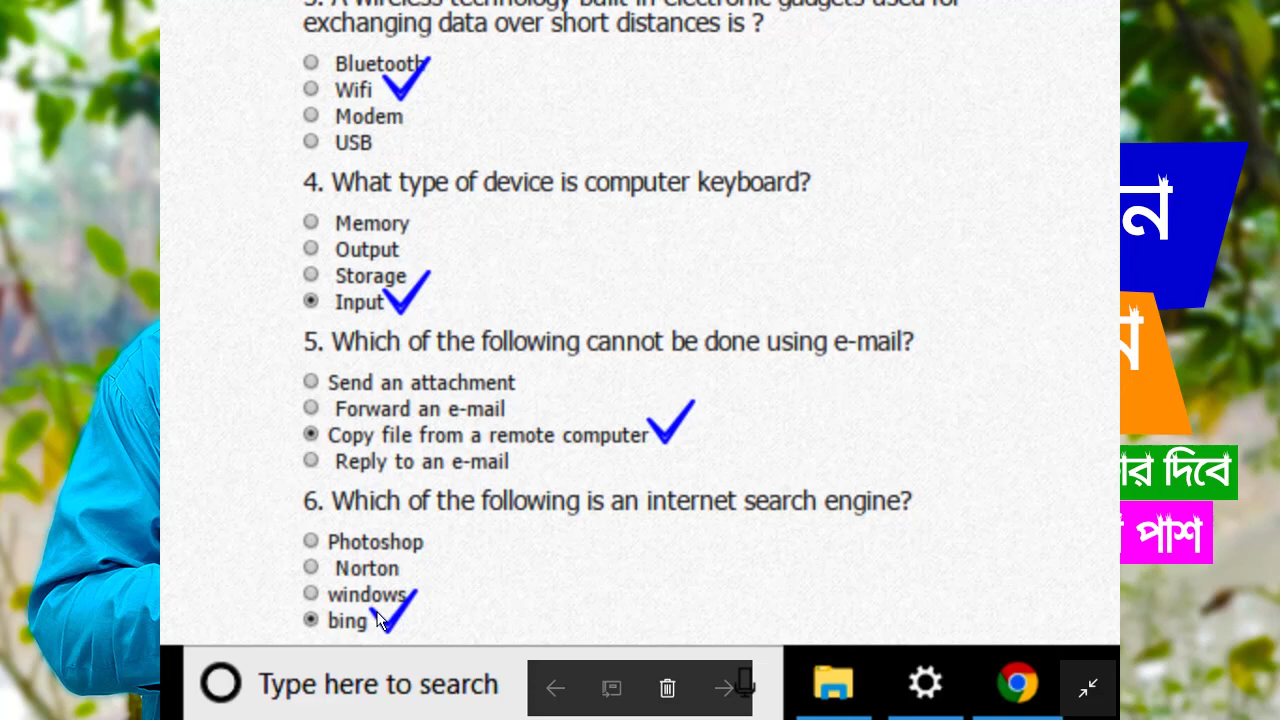 exchanging data over short distances is ?
Bluetooth
Wifi
Modem
USB
4. What type of device is computer keyboard?
Memory
Output
Storage
Input
5. Which of the following cannot be done using e-mail?
Send an attachment
Forward an e-mail
Copy file from a remote computer
Reply to an e-mail
6. Which of the following is an internet search engine?
Photoshop
Norton
windows
bing
Type here to search
দিবে
পাশ